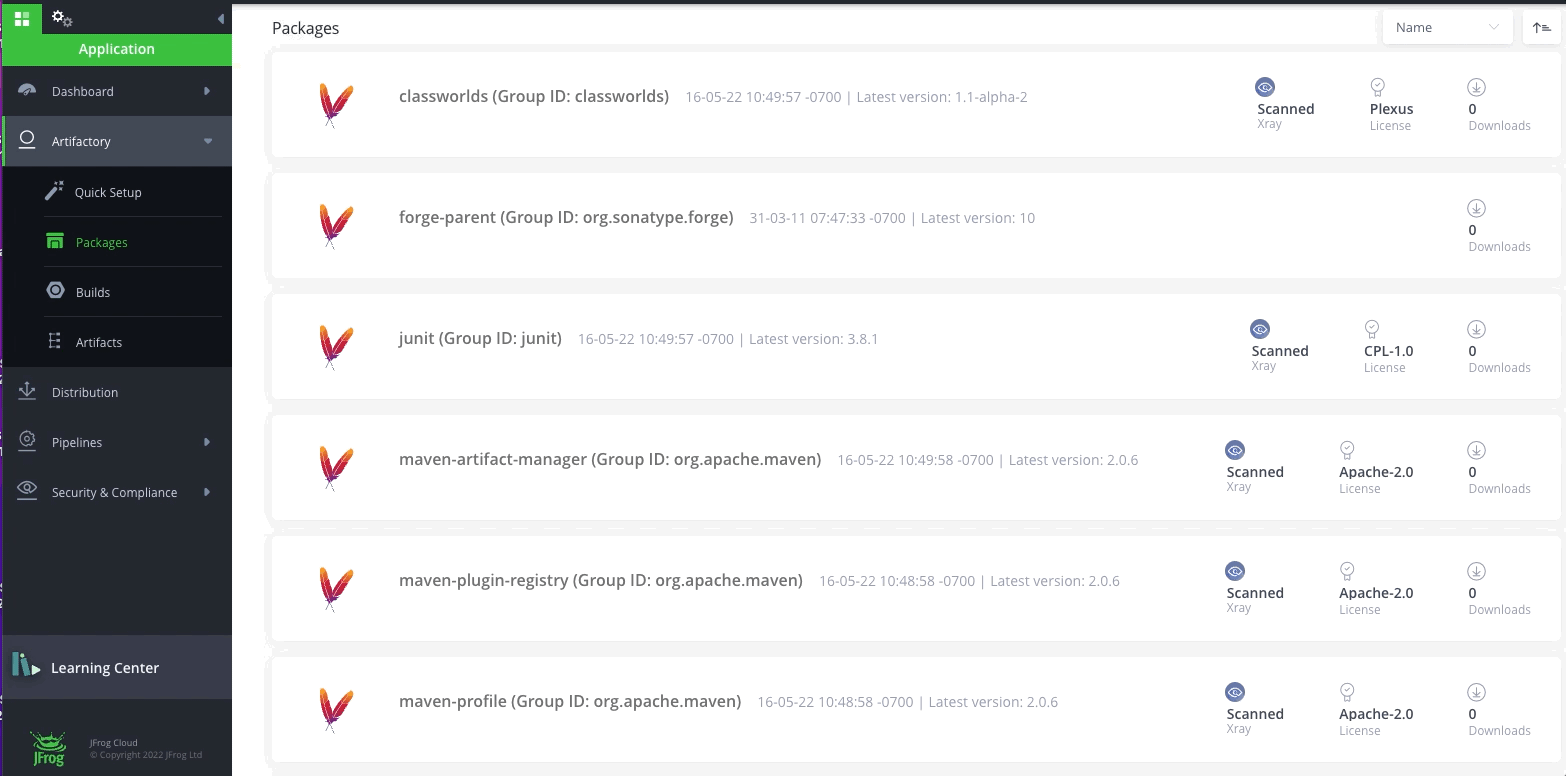 Application
Dashboard
Artifactory
Quick Setup
Packages
Builds
Artifacts
Distribution
Pipelines
Security & Compliance
Learning Center
JFrog
JFrog Cloud
© Copyright 2022 JFrog Ltd
Packages
Name
classworlds (Group ID: classworlds) 16-05-22 10:49:57 -0700 | Latest version: 1.1-alpha-2
Scanned Plexus 0
Xray License Downloads
forge-parent (Group ID: org.sonatype.forge) 31-03-11 07:47:33 -0700 | Latest version: 10
0
Downloads
junit (Group ID: junit) 16-05-22 10:49:57 -0700 | Latest version: 3.8.1
Scanned CPL-1.0 0
Xray License Downloads
maven-artifact-manager (Group ID: org.apache.maven) 16-05-22 10:49:58 -0700 | Latest version: 2.0.6
Scanned Apache-2.0 0
Xray License Downloads
maven-plugin-registry (Group ID: org.apache.maven) 16-05-22 10:48:58 -0700 | Latest version: 2.0.6
Scanned Apache-2.0 0
Xray License Downloads
maven-profile (Group ID: org.apache.maven) 16-05-22 10:48:58 -0700 | Latest version: 2.0.6
Scanned Apache-2.0 0
Xray License Downloads